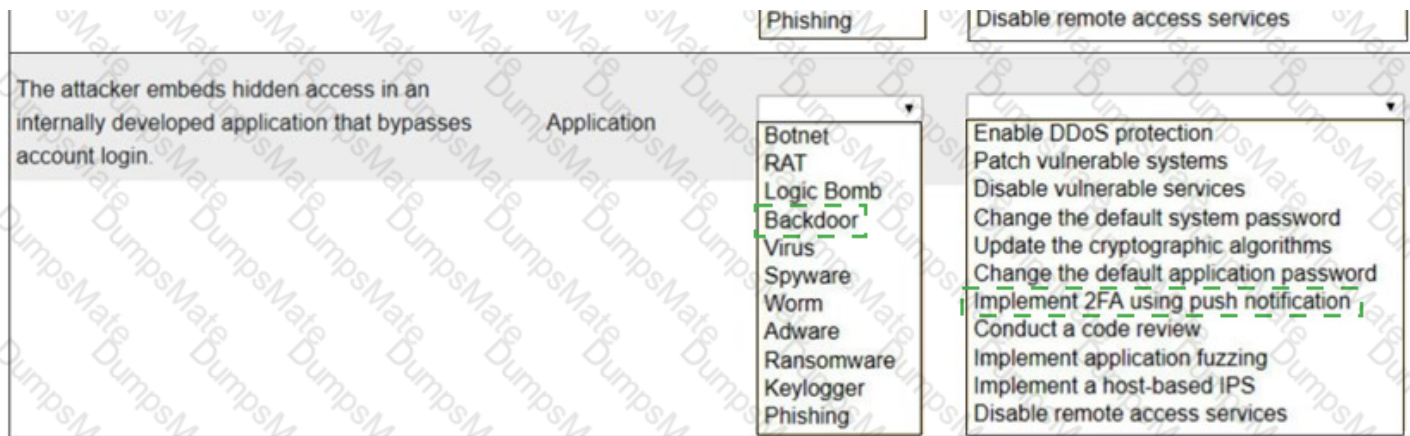 Phishing
Disable remote access services
The attacker embeds hidden access in an
internally developed application that bypasses
account login.
Application
Botnet
RAT
Logic Bomb
Backdoor
Virus
Spyware
Worm
Adware
Ransomware
Keylogger
Phishing
Enable DDoS protection
Patch vulnerable systems
Disable vulnerable services
Change the default system password
Update the cryptographic algorithms
Change the default application password
Implement 2FA using push notification
Conduct a code review
Implement application fuzzing
Implement a host-based IPS
Disable remote access services
DumpsMate